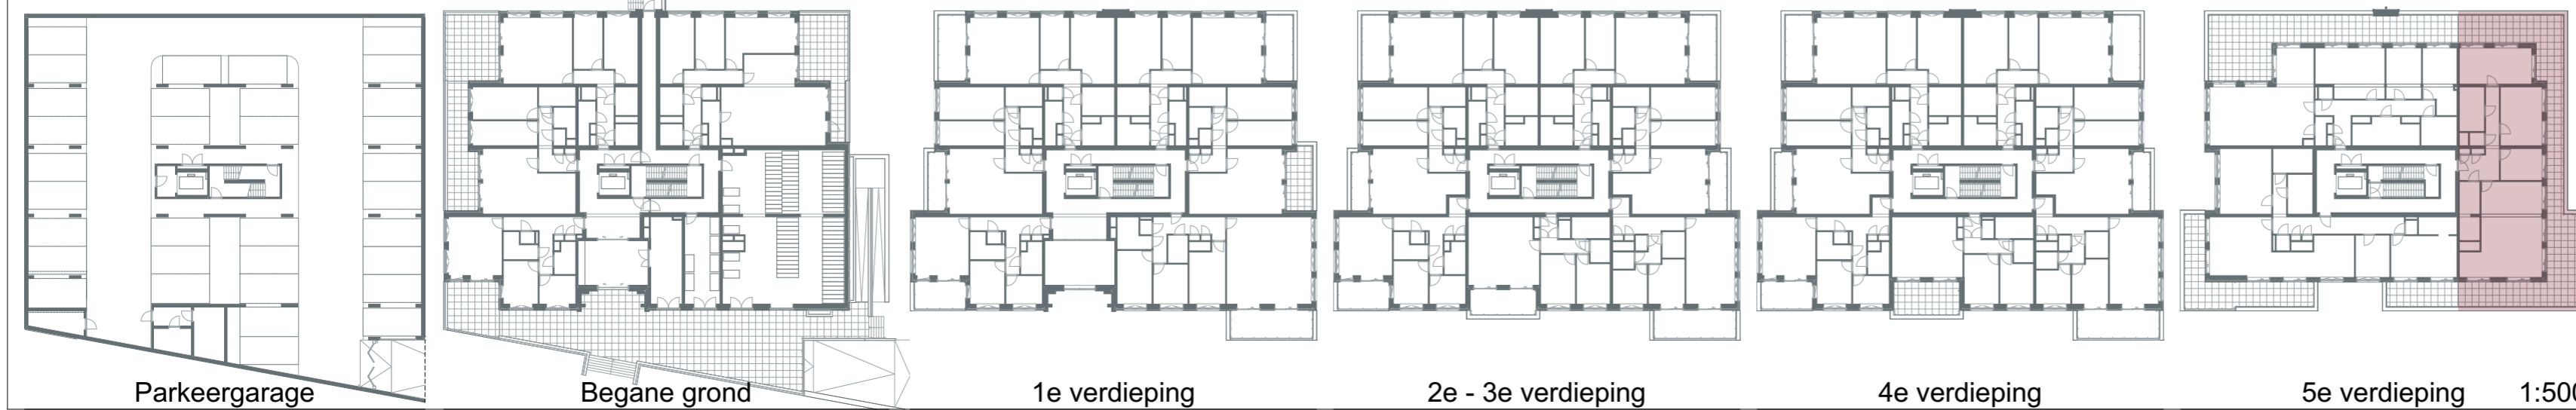 Parkeergarage
Begane grond
1e verdieping
2e - 3e verdieping
4e verdieping
5e verdieping